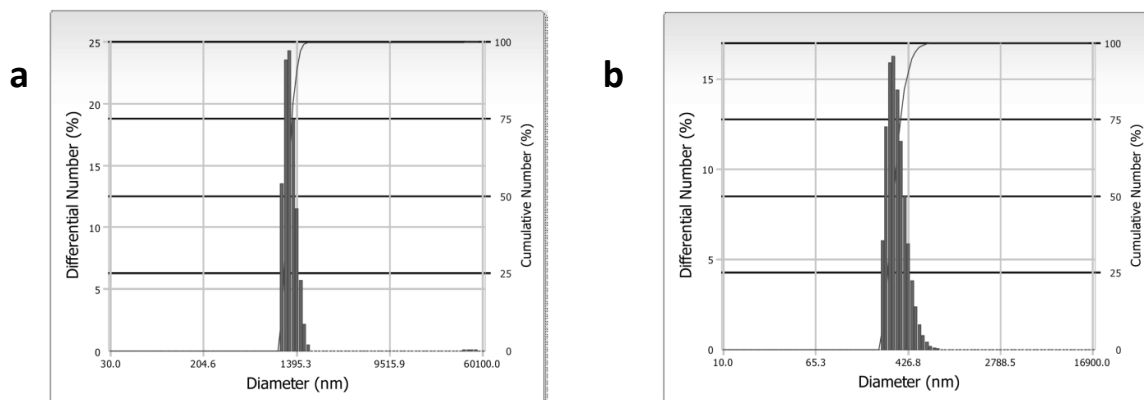 a
Differential Number (%)
25
20
15
10
5
0
100
75
50
25
0
Cumulative Number (%)
30.0 204.6 1395.3 9515.9 60100.0
Diameter (nm)
b
Differential Number (%)
15
10
5
0
100
75
50
25
0
Cumulative Number (%)
10.0 65.3 426.8 2788.5 16900.0
Diameter (nm)